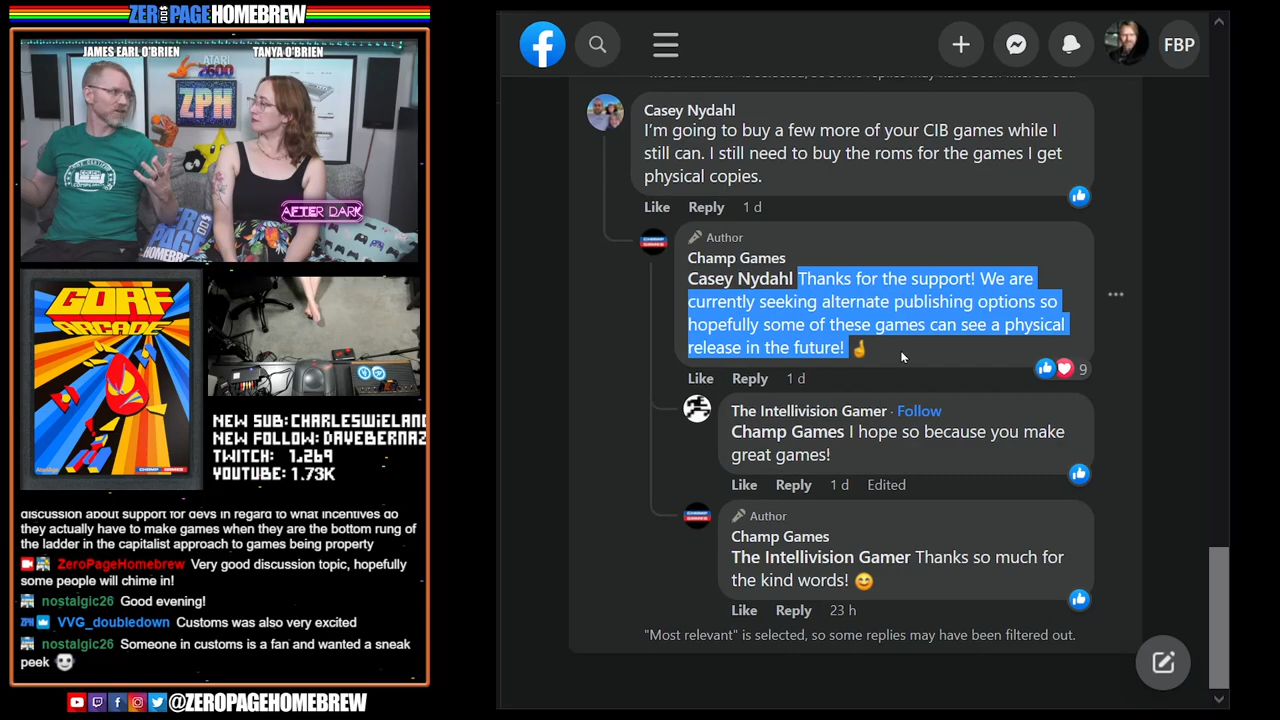 ZEROPAGEHOMEBREW
JAMES EARL O'BRIEN
TANYA O'BRIEN
ATARI
2600
ZPH
COUCH
COMPLIANT
ZEROPAGE
HOMEBREW
AFTER DARK
GORF
ARCADE
AtariAge
CHAMP GAMES
NEW SUB:CHARLESWIELAN
NEW FOLLOW:DAVEBERNAZ
TWITCH: 1,269
YOUTUBE:1.73K
discussion about support for devs in regard to what incentives do
they actually have to make games when they are the bottom rung of
the ladder in the capitalist approach to games being property
ZeroPageHomebrew Very good discussion topic, hopefully
some people will chime in!
nostalgic26 Good evening!
VVG_doubledown Customs was also very excited
nostalgic26 Someone in customs is a fan and wanted a sneak
peek
@ZEROPAGEHOMEBREW
FBP
Casey Nydahl
I'm going to buy a few more of your CIB games while I
still can. I still need to buy the roms for the games I get
physical copies.
Like Reply 1 d
Author
Champ Games
Casey Nydahl Thanks for the support! We are
currently seeking alternate publishing options so
hopefully some of these games can see a physical
release in the future! 🤞
9
Like Reply 1 d
The Intellivision Gamer · Follow
Champ Games I hope so because you make
great games!
Like Reply 1 d Edited
Author
Champ Games
The Intellivision Gamer Thanks so much for
the kind words! 😊
Like Reply 23 h
"Most relevant" is selected, so some replies may have been filtered out.